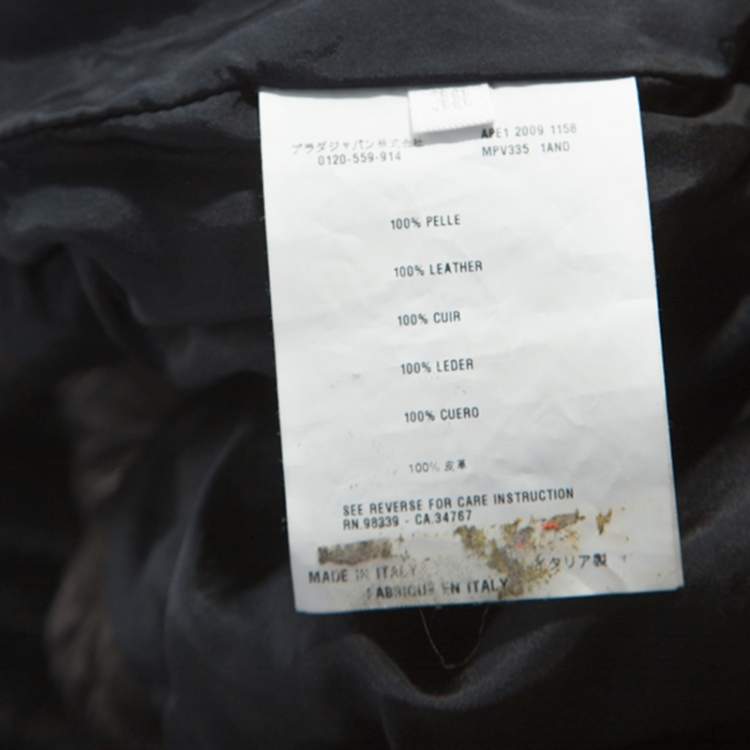 プラダジャパン株式会社
0120-559-914
APE1 2009 1158
MPV335 1AND
100% PELLE
100% LEATHER
100% CUIR
100% LEDER
100% CUERO
100% 皮革
SEE REVERSE FOR CARE INSTRUCTION
RN.98339 - CA.34767
MADE IN ITALY
イタリア製
FABRIQUE EN ITALY